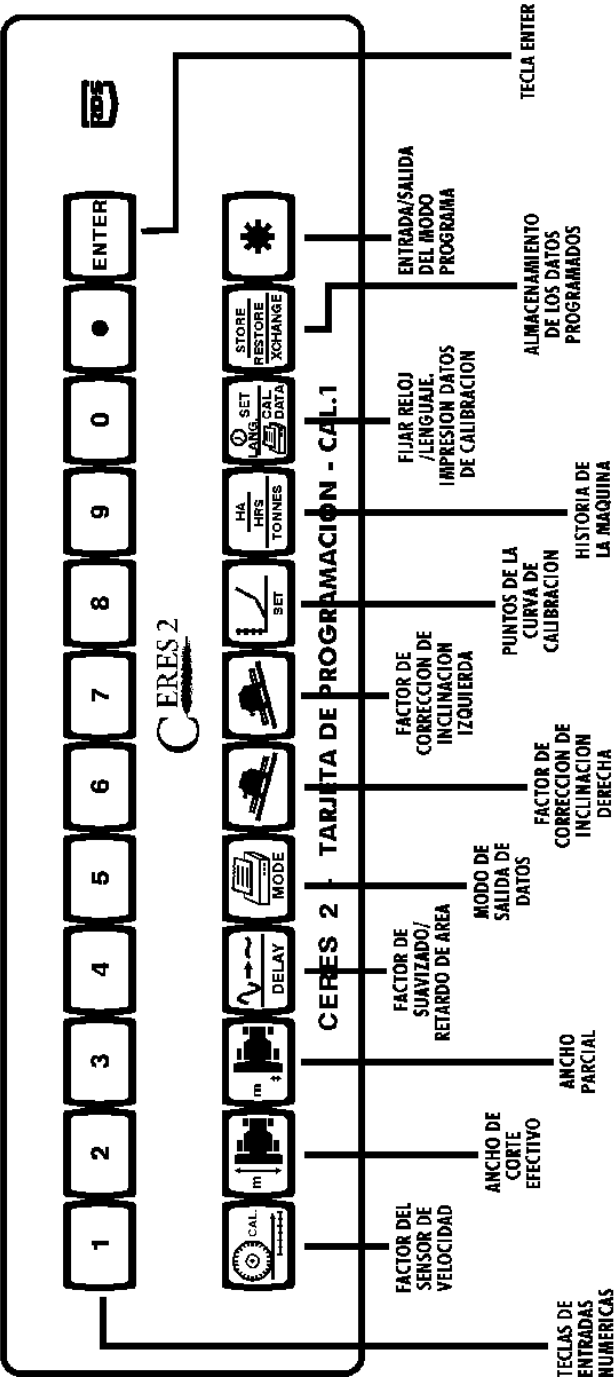 RDS
1
2
3
4
5
6
7
8
9
0
●
ENTER
CERES 2
CAL.
m
m
DELAY
MODE
SET
HA
HRS
TONNES
SET
LANG.
CAL.
DATA
STORE
RESTORE
XCHANGE
CERES 2 - TARJETA DE PROGRAMACION - CAL.1
TECLAS DE
ENTRADAS
NUMERICAS
FACTOR DEL
SENSOR DE
VELOCIDAD
ANCHO DE
CORTE
EFECTIVO
ANCHO
PARCIAL
FACTOR DE
SUAVIZADO/
RETARDO DE AREA
MODO DE
SALIDA DE
DATOS
FACTOR DE
CORRECCION DE
INCLINACION
DERECHA
FACTOR DE
CORRECCION DE
INCLINACION
IZQUIERDA
PUNTOS DE LA
CURVA DE
CALIBRACION
HISTORIA DE
LA MAQUINA
FIJAR RELOJ
/LENGUAJE.
IMPRESION DATOS
DE CALIBRACION
ALMACENAMIENTO
DE LOS DATOS
PROGRAMADOS
ENTRADA/SALIDA
DEL MODO
PROGRAMA
TECLA ENTER